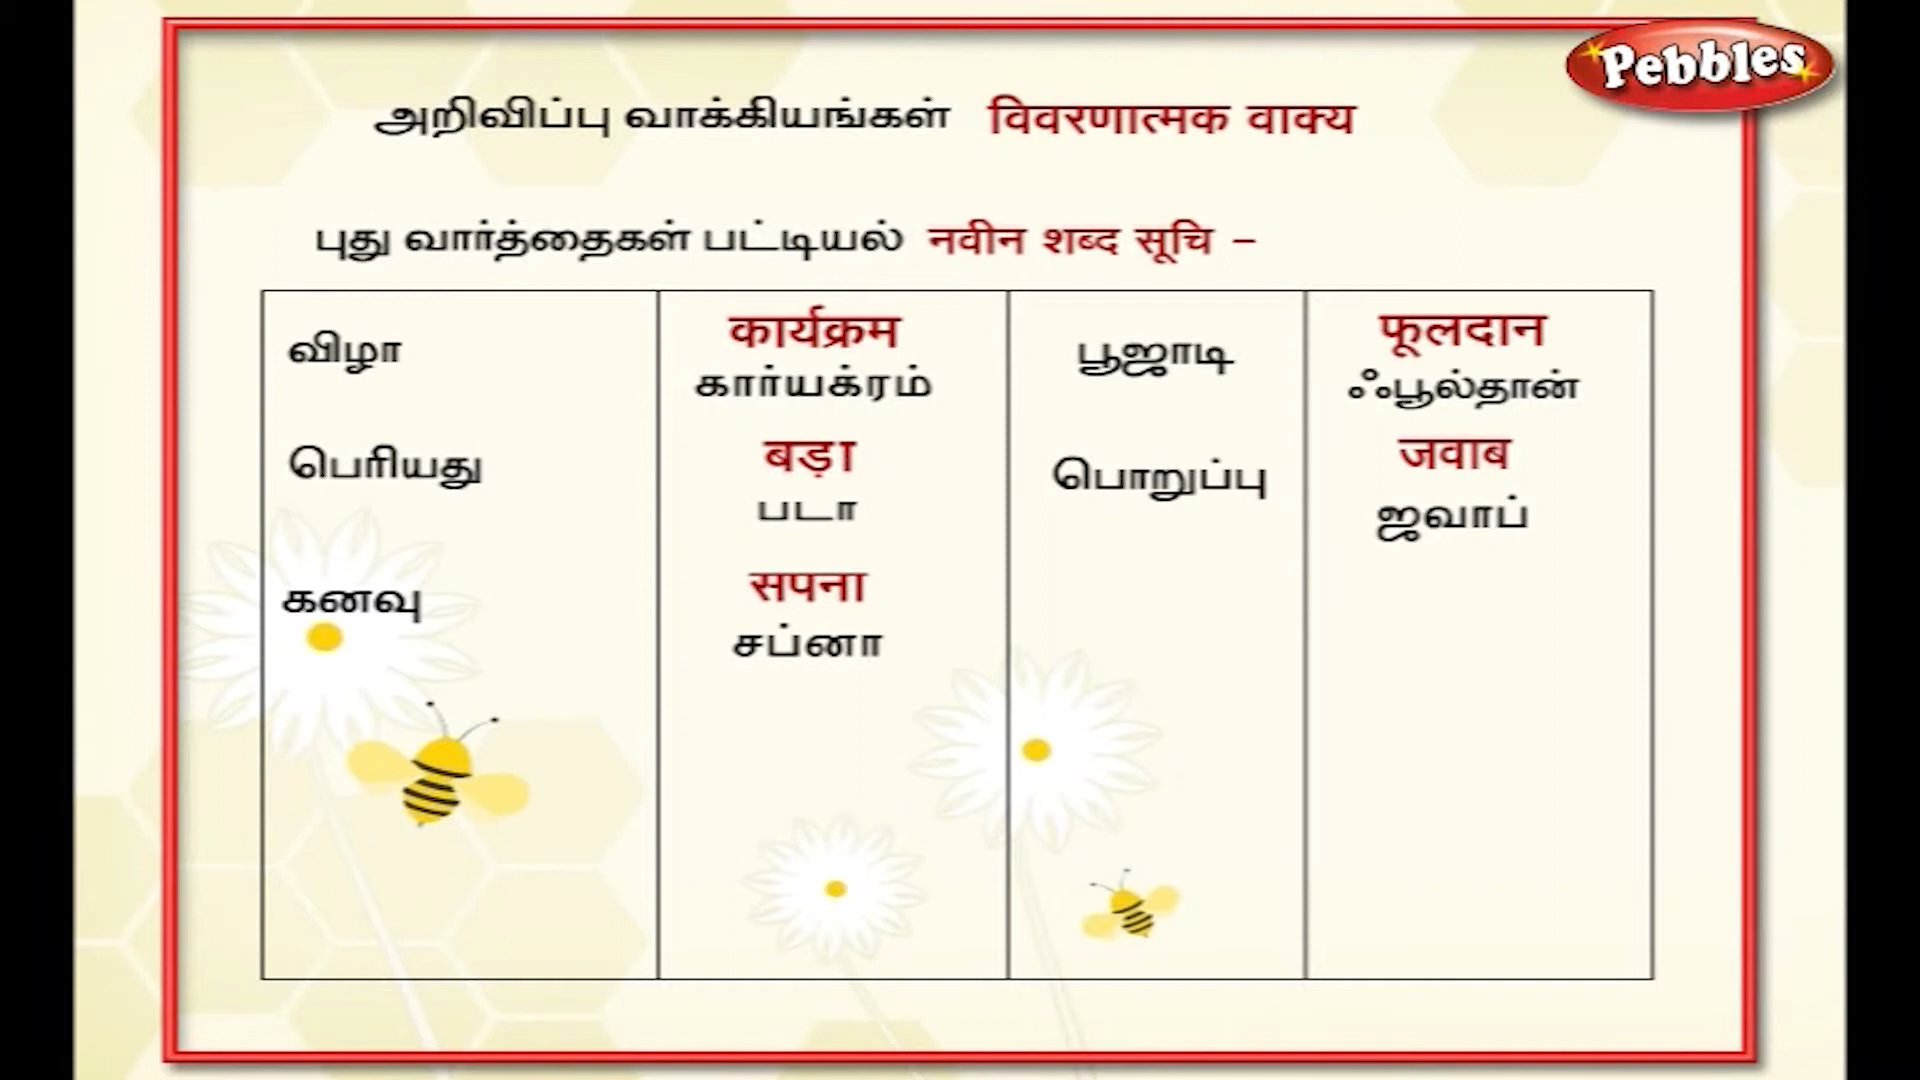 Pebbles
அறிவிப்பு வாக்கியங்கள் विवरणात्मक वाक्य
புது வார்த்தைகள் பட்டியல் नवीन शब्द सूचि –
விழா
कार्यक्रम
கார்யக்ரம்
பூஜாடி
फूलदान
ஃபூல்தான்
பெரியது
बड़ा
படா
பொறுப்பு
जवाब
ஜவாப்
கனவு
सपना
சப்னா